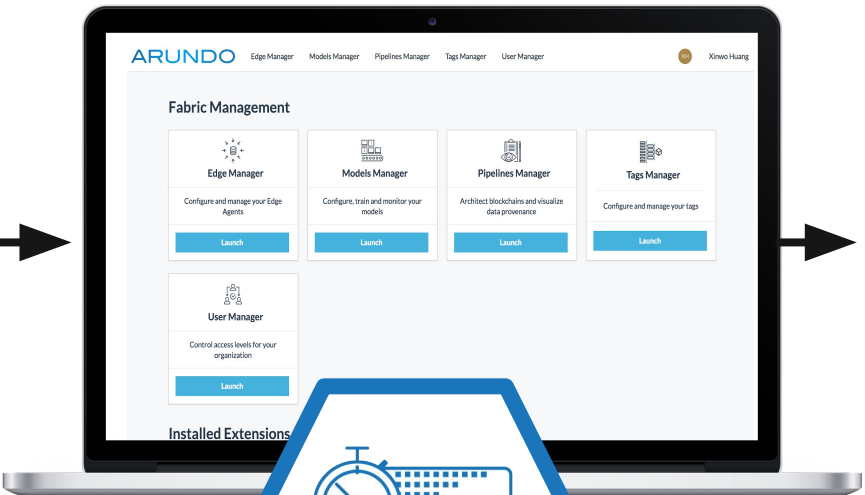 ARUNDO Edge Manager Models Manager Pipelines Manager Tags Manager User Manager Xinwo Huang
Fabric Management
Edge Manager
Configure and manage your Edge
Agents
Launch
Models Manager
Configure, train and monitor your
models
Launch
Pipelines Manager
Architect blockchains and visualize
data provenance
Launch
Tags Manager
Configure and manage your tags
Launch
User Manager
Control access levels for your
organization
Launch
Installed Extensions